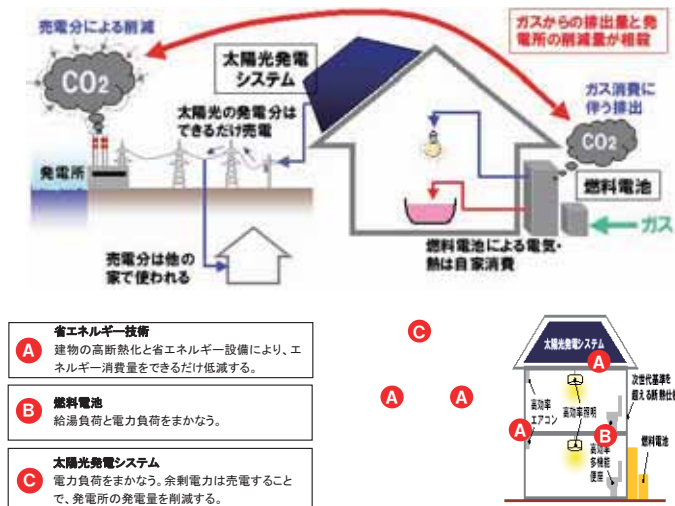 売電分による削減
CO2
太陽光発電
システム
太陽光の発電分は
できるだけ売電
発電所
売電分は他の
家で使われる
ガスからの排出量と発
電所の削減量が相殺
ガス消費に
伴う排出
CO2
燃料電池
ガス
燃料電池による電気・
熱は自家消費
A
省エネルギー技術
建物の高断熱化と省エネルギー設備により、エ
ネルギー消費量をできるだけ低減する。
B
燃料電池
給湯負荷と電力負荷をまかなう。
C
太陽光発電システム
電力負荷をまかなう。余剰電力は売電すること
で、発電所の発電量を削減する。
C
A
A
太陽光発電システム
A
次世代基準を
超える断熱仕様
高効率
エアコン
高効率照明
A
B
高効率
多機能
便座
燃料電池